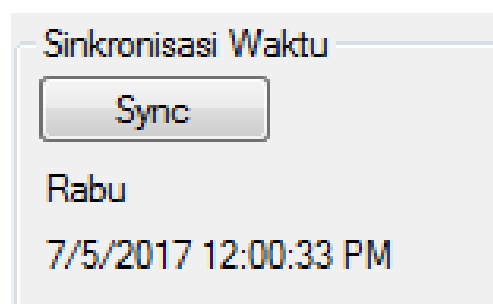 Sinkronisasi Waktu
Sync
Rabu
7/5/2017 12:00:33 PM